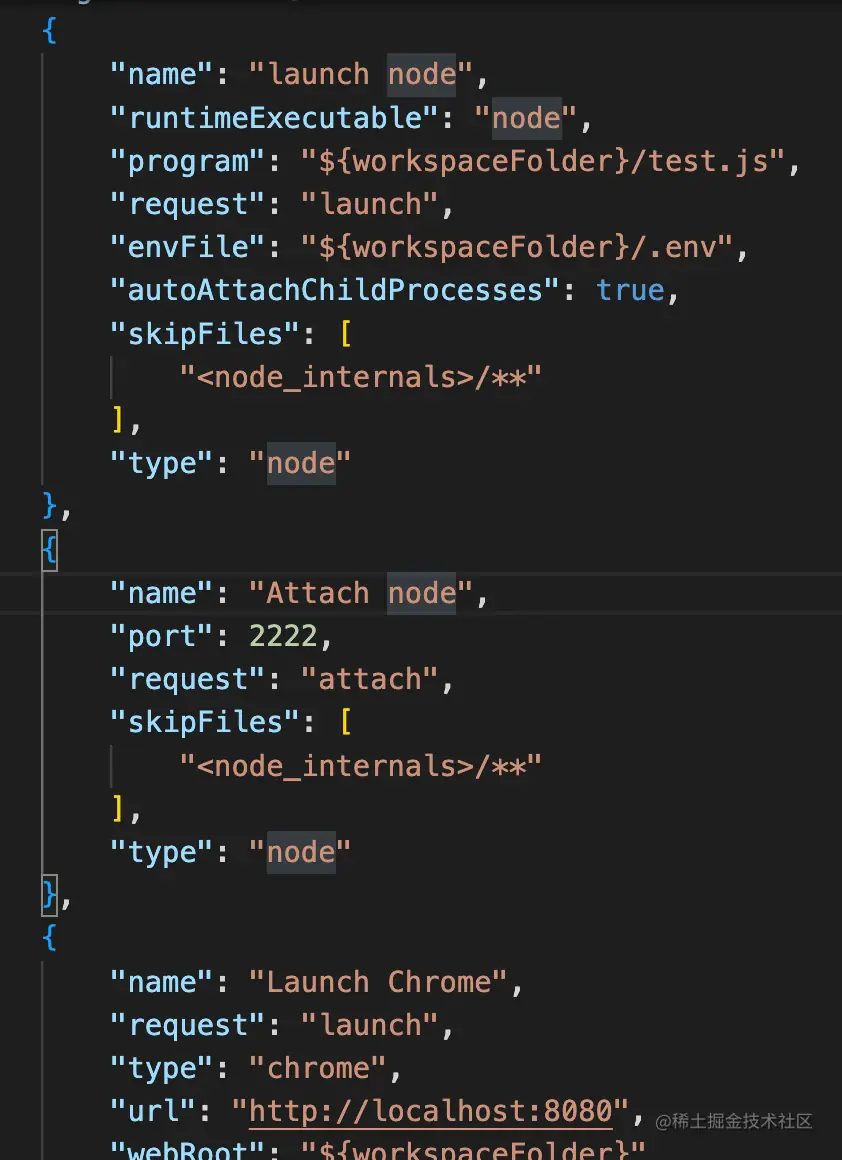 {
"name": "launch node",
"runtimeExecutable": "node",
"program": "${workspaceFolder}/test.js",
"request": "launch",
"envFile": "${workspaceFolder}/.env",
"autoAttachChildProcesses": true,
"skipFiles": [
"<node_internals>/**"
],
"type": "node"
},
{
"name": "Attach node",
"port": 2222,
"request": "attach",
"skipFiles": [
"<node_internals>/**"
],
"type": "node"
},
{
"name": "Launch Chrome",
"request": "launch",
"type": "chrome",
"url": "http://localhost:8080",
@稀土掘金技术社区
"webRoot": "${workspaceFolder}"